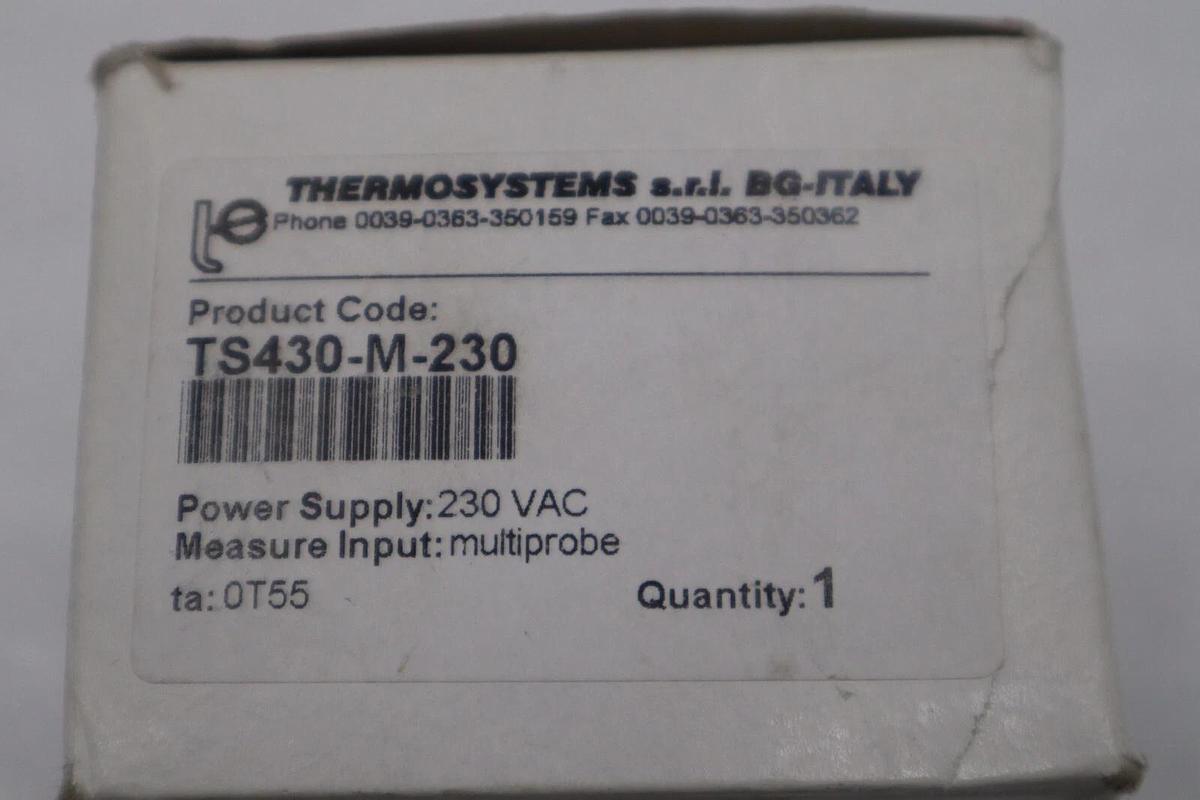 THERMOSYSTEMS s.r.l. BG-ITALY
Phone 0039-0363-350159 Fax 0039-0363-350362
Product Code:
TS430-M-230
Power Supply:230 VAC
Measure Input:multiprobe
ta:0T55 Quantity:1